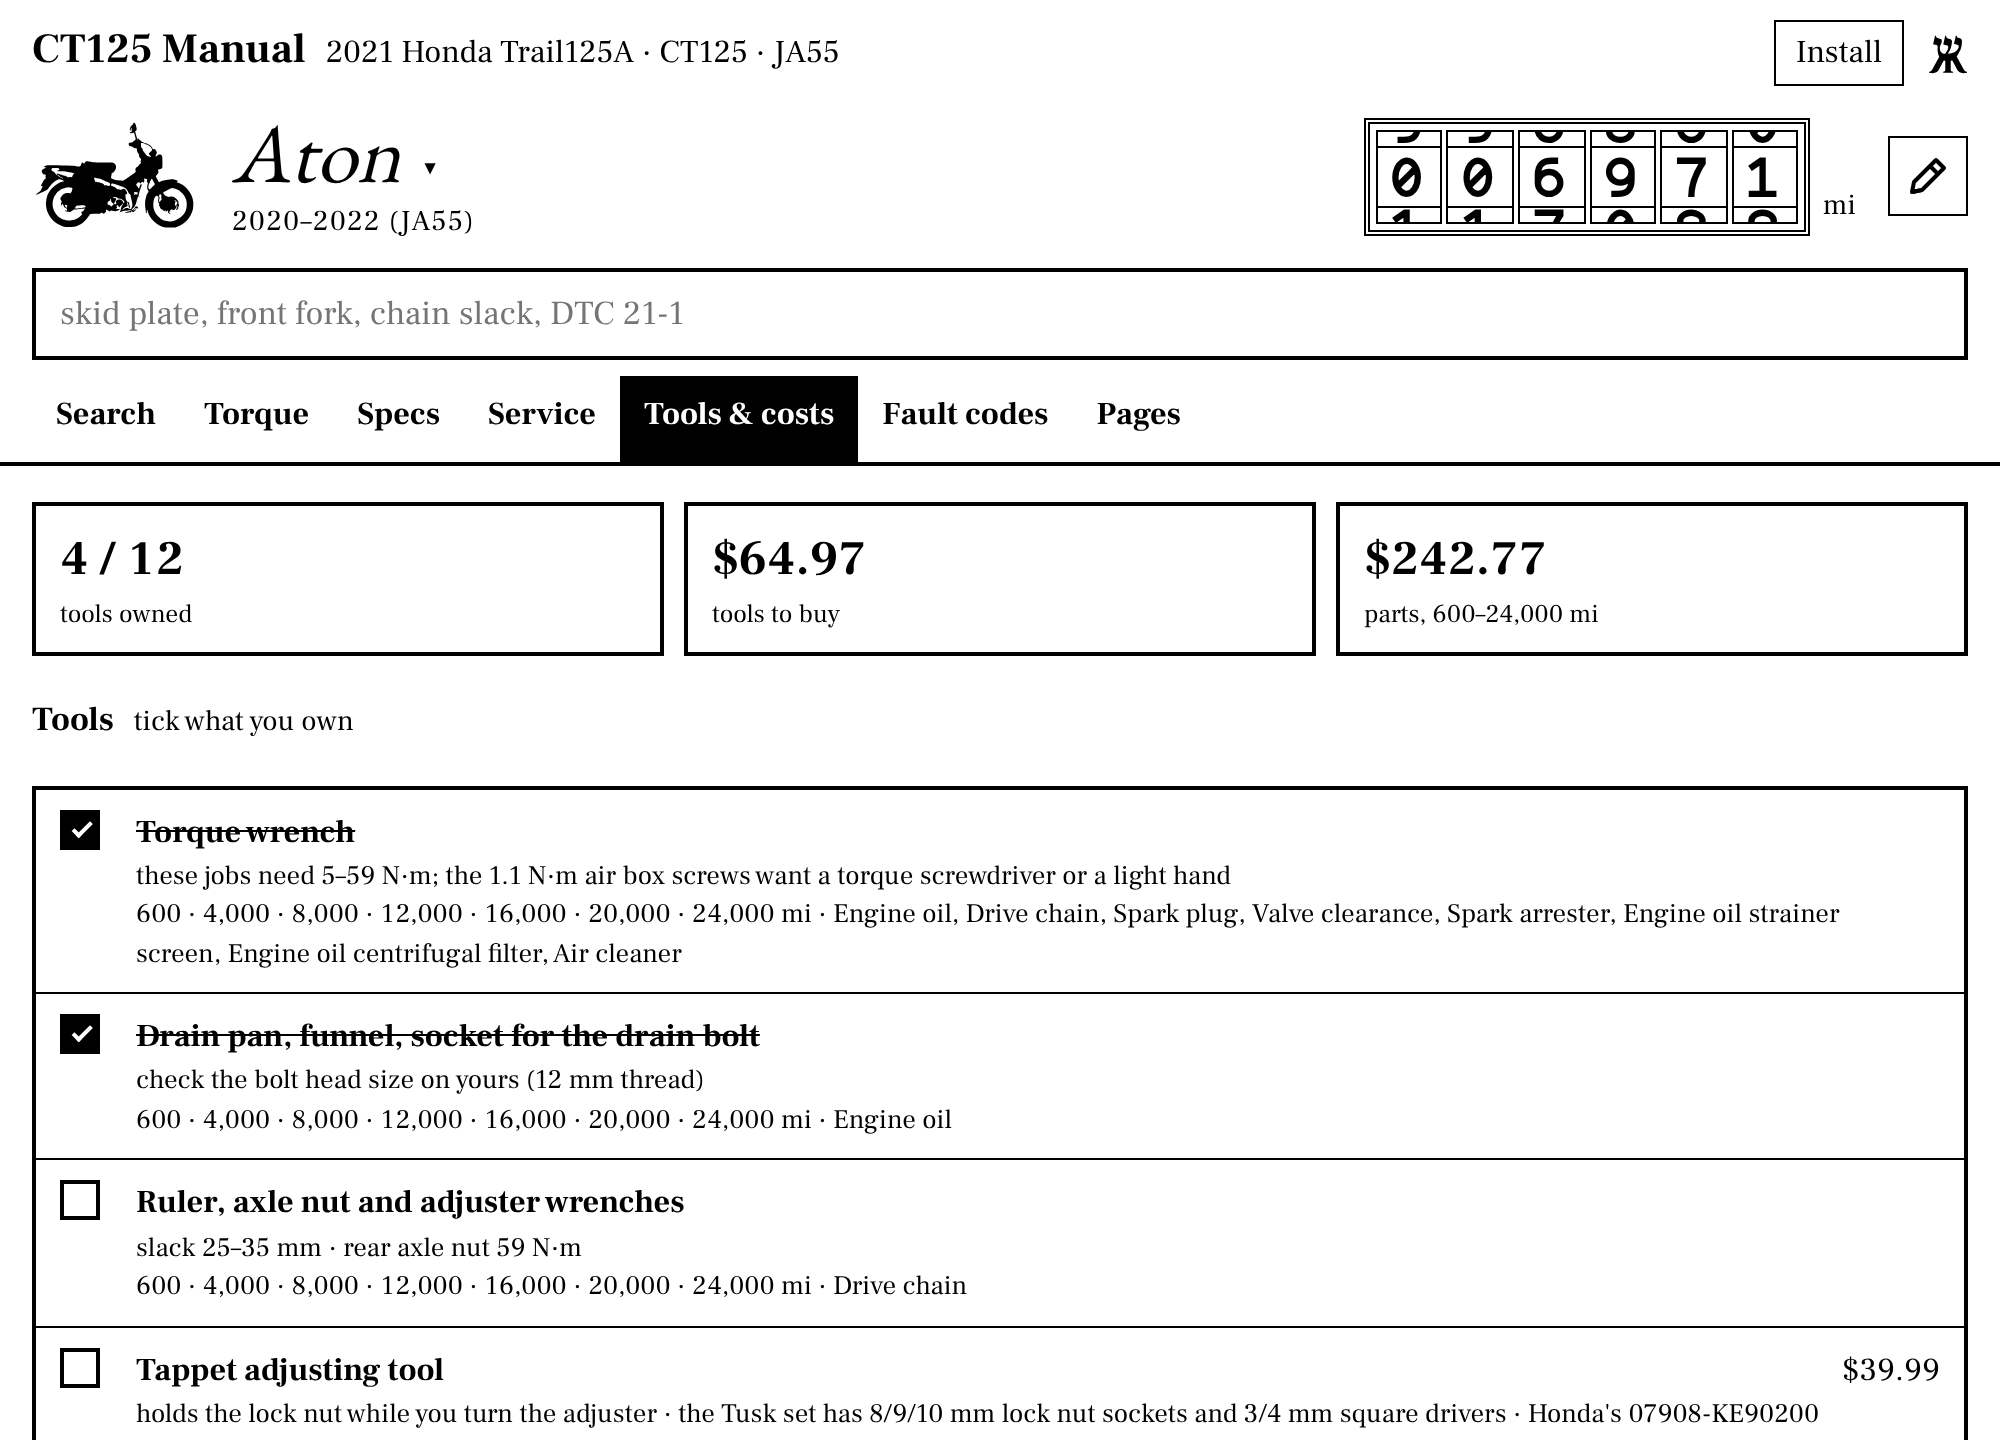 CT125 Manual 2021 Honda Trail125A · CT125 · JA55
Install
Aton ▾
2020–2022 (JA55)
006971 mi
skid plate, front fork, chain slack, DTC 21-1
Search Torque Specs Service Tools & costs Fault codes Pages
4 / 12
tools owned
$64.97
tools to buy
$242.77
parts, 600–24,000 mi
Tools tick what you own
Torque wrench
these jobs need 5–59 N·m; the 1.1 N·m air box screws want a torque screwdriver or a light hand
600 · 4,000 · 8,000 · 12,000 · 16,000 · 20,000 · 24,000 mi · Engine oil, Drive chain, Spark plug, Valve clearance, Spark arrester, Engine oil strainer
screen, Engine oil centrifugal filter, Air cleaner
Drain pan, funnel, socket for the drain bolt
check the bolt head size on yours (12 mm thread)
600 · 4,000 · 8,000 · 12,000 · 16,000 · 20,000 · 24,000 mi · Engine oil
Ruler, axle nut and adjuster wrenches
slack 25–35 mm · rear axle nut 59 N·m
600 · 4,000 · 8,000 · 12,000 · 16,000 · 20,000 · 24,000 mi · Drive chain
Tappet adjusting tool $39.99
holds the lock nut while you turn the adjuster · the Tusk set has 8/9/10 mm lock nut sockets and 3/4 mm square drivers · Honda's 07908-KE90200